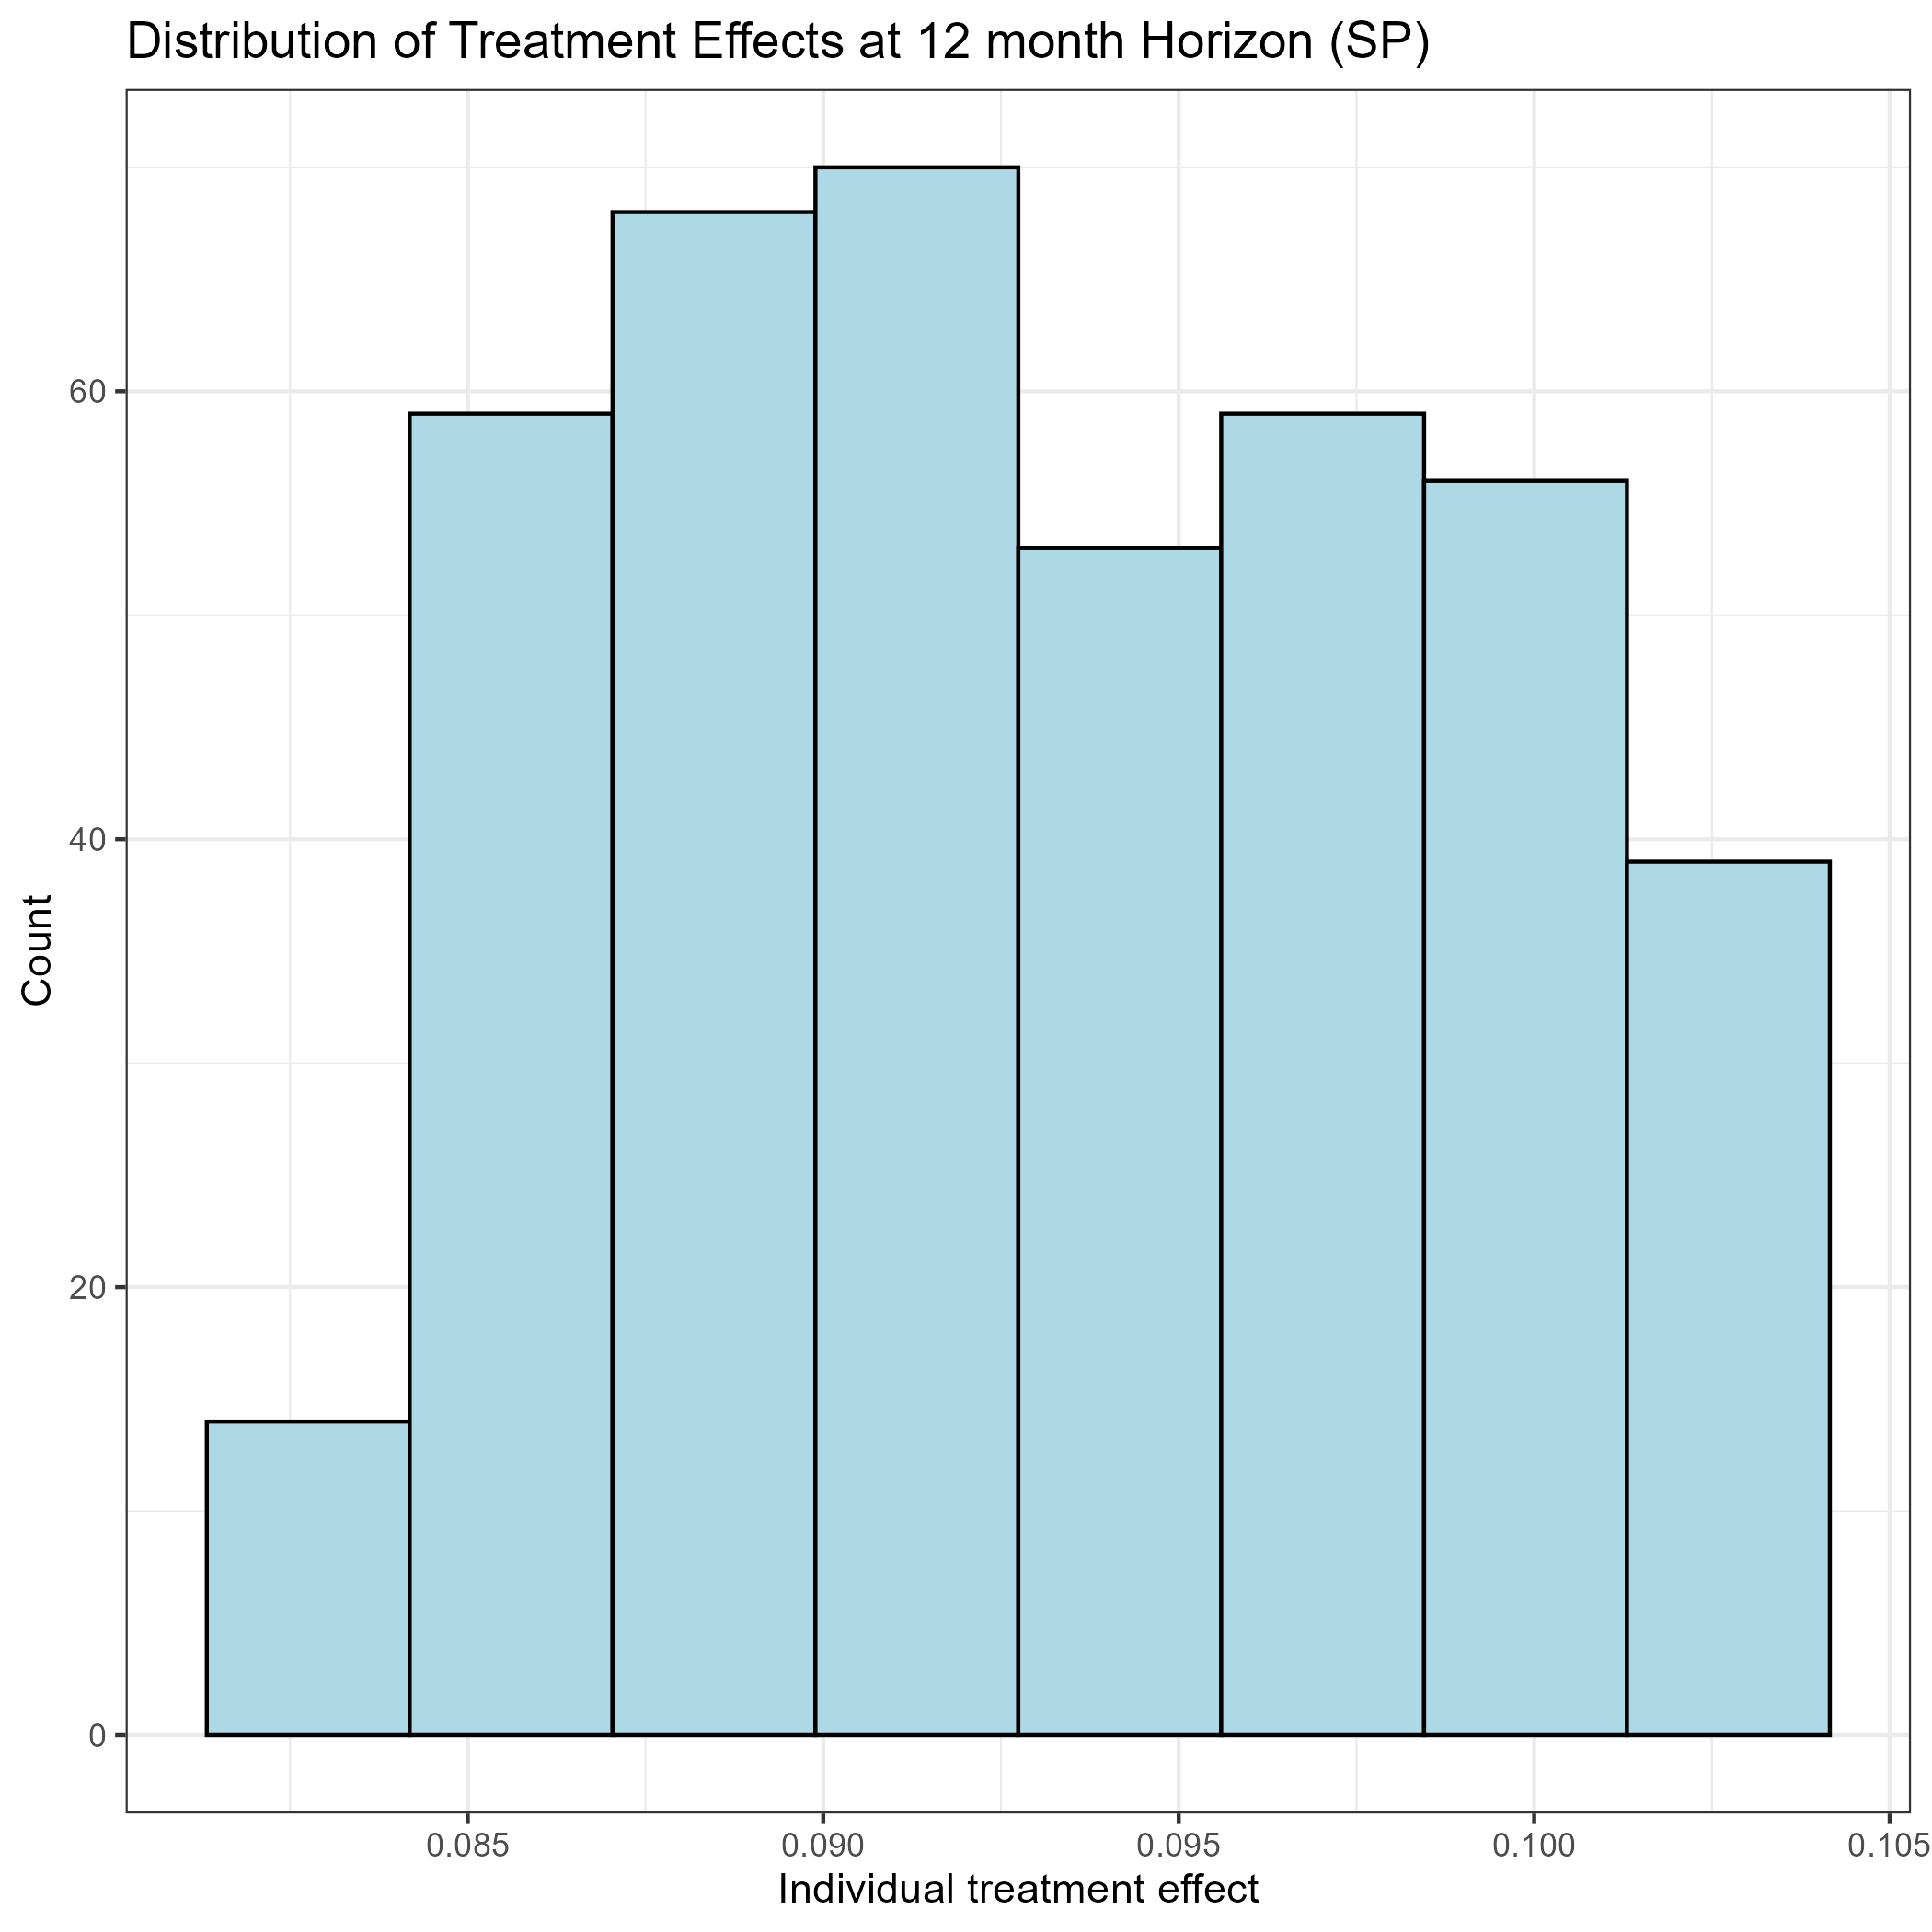 Distribution of Treatment Effects at 12 month Horizon (SP)
60
40
20
0
Count
0.085 0.090 0.095 0.100 0.105
Individual treatment effect